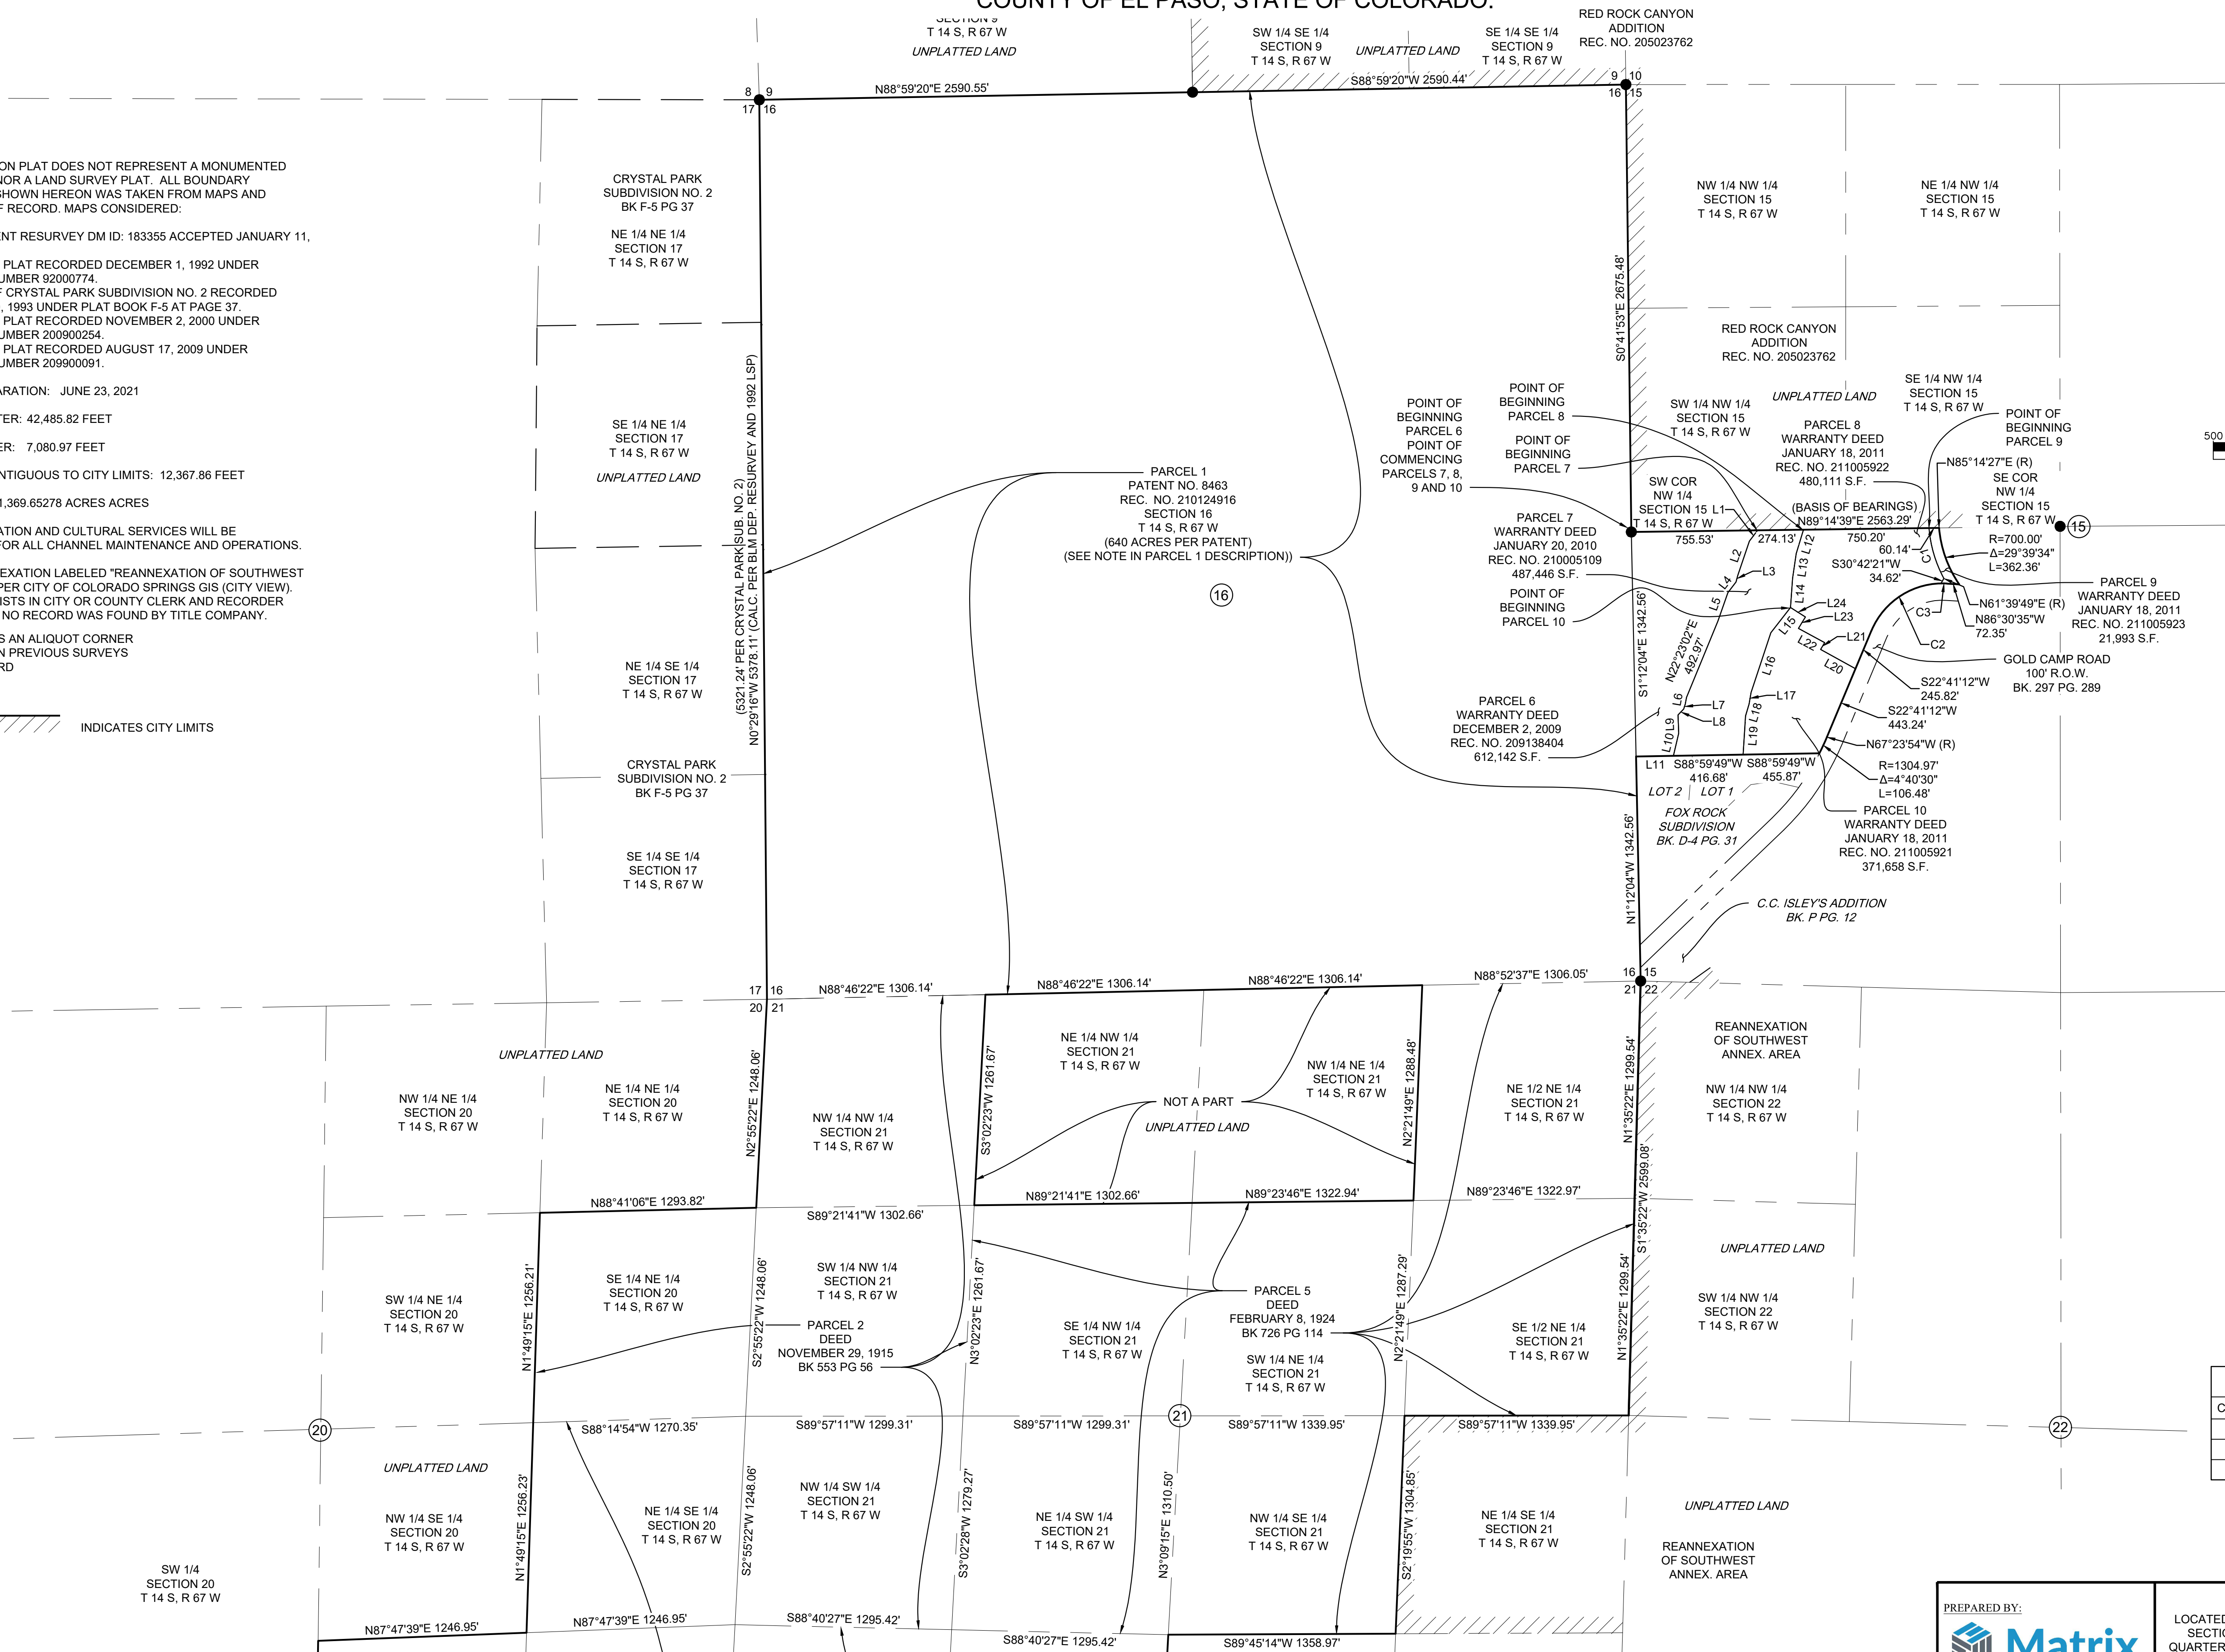 COUNTY OF EL PASO, STATE OF COLORADO.
SECTION 9
T 14 S, R 67 W
UNPLATTED LAND
SW 1/4 SE 1/4
SECTION 9
T 14 S, R 67 W
UNPLATTED LAND
SE 1/4 SE 1/4
SECTION 9
T 14 S, R 67 W
RED ROCK CANYON
ADDITION
REC. NO. 205023762
8 9
17 16
N88°59'20"E 2590.55'
S88°59'20"W 2590.44'
9 10
16 15
ON PLAT DOES NOT REPRESENT A MONUMENTED
NOR A LAND SURVEY PLAT. ALL BOUNDARY
SHOWN HEREON WAS TAKEN FROM MAPS AND
F RECORD. MAPS CONSIDERED:
ENT RESURVEY DM ID: 183355 ACCEPTED JANUARY 11,
PLAT RECORDED DECEMBER 1, 1992 UNDER
UMBER 92000774.
F CRYSTAL PARK SUBDIVISION NO. 2 RECORDED
, 1993 UNDER PLAT BOOK F-5 AT PAGE 37.
PLAT RECORDED NOVEMBER 2, 2000 UNDER
UMBER 200900254.
PLAT RECORDED AUGUST 17, 2009 UNDER
UMBER 209900091.
ARATION: JUNE 23, 2021
TER: 42,485.82 FEET
ER: 7,080.97 FEET
NTIGUOUS TO CITY LIMITS: 12,367.86 FEET
1,369.65278 ACRES ACRES
ATION AND CULTURAL SERVICES WILL BE
FOR ALL CHANNEL MAINTENANCE AND OPERATIONS.
EXATION LABELED "REANNEXATION OF SOUTHWEST
PER CITY OF COLORADO SPRINGS GIS (CITY VIEW).
ISTS IN CITY OR COUNTY CLERK AND RECORDER
NO RECORD WAS FOUND BY TITLE COMPANY.
S AN ALIQUOT CORNER
N PREVIOUS SURVEYS
RD
INDICATES CITY LIMITS
CRYSTAL PARK
SUBDIVISION NO. 2
BK F-5 PG 37
NE 1/4 NE 1/4
SECTION 17
T 14 S, R 67 W
SE 1/4 NE 1/4
SECTION 17
T 14 S, R 67 W
UNPLATTED LAND
NE 1/4 SE 1/4
SECTION 17
T 14 S, R 67 W
CRYSTAL PARK
SUBDIVISION NO. 2
BK F-5 PG 37
SE 1/4 SE 1/4
SECTION 17
T 14 S, R 67 W
(5321.24' PER CRYSTAL PARK SUB. NO. 2)
N0°29'16"W 5378.11' (CALC. PER BLM DEP. RESURVEY AND 1992 LSP)
PARCEL 1
PATENT NO. 8463
REC. NO. 210124916
SECTION 16
T 14 S, R 67 W
(640 ACRES PER PATENT)
(SEE NOTE IN PARCEL 1 DESCRIPTION))
16
S0°41'53"E 2675.48'
NW 1/4 NW 1/4
SECTION 15
T 14 S, R 67 W
NE 1/4 NW 1/4
SECTION 15
T 14 S, R 67 W
RED ROCK CANYON
ADDITION
REC. NO. 205023762
POINT OF
BEGINNING
PARCEL 6
POINT OF
COMMENCING
PARCELS 7, 8,
9 AND 10
POINT OF
BEGINNING
PARCEL 8
POINT OF
BEGINNING
PARCEL 7
SW 1/4 NW 1/4
SECTION 15
T 14 S, R 67 W
UNPLATTED LAND
PARCEL 8
WARRANTY DEED
JANUARY 18, 2011
REC. NO. 211005922
480,111 S.F.
SE 1/4 NW 1/4
SECTION 15
T 14 S, R 67 W
POINT OF
BEGINNING
PARCEL 9
500
N85°14'27"E (R)
SE COR
NW 1/4
SECTION 15
T 14 S, R 67 W
15
SW COR
NW 1/4
SECTION 15
T 14 S, R 67 W
L1
(BASIS OF BEARINGS)
N89°14'39"E 2563.29'
755.53'
274.13'
750.20'
60.14'
S30°42'21"W
34.62'
C1
R=700.00'
Δ=29°39'34"
L=362.36'
PARCEL 7
WARRANTY DEED
JANUARY 20, 2010
REC. NO. 210005109
487,446 S.F.
POINT OF
BEGINNING
PARCEL 10
L2
L3
L4
L5
L12
L13
L14
L24
L23
L15
L22
L21
L20
L16
C3
C2
N61°39'49"E (R)
N86°30'35"W
72.35'
PARCEL 9
WARRANTY DEED
JANUARY 18, 2011
REC. NO. 211005923
21,993 S.F.
GOLD CAMP ROAD
100' R.O.W.
BK. 297 PG. 289
S1°12'04"E 1342.56'
N22°23'02"E
492.97'
L6
L7
L8
L9
L10
L17
L18
L19
S22°41'12"W
245.82'
S22°41'12"W
443.24'
N67°23'54"W (R)
R=1304.97'
Δ=4°40'30"
L=106.48'
PARCEL 6
WARRANTY DEED
DECEMBER 2, 2009
REC. NO. 209138404
612,142 S.F.
L11
S88°59'49"W
416.68'
S88°59'49"W
455.87'
LOT 2
LOT 1
FOX ROCK
SUBDIVISION
BK. D-4 PG. 31
PARCEL 10
WARRANTY DEED
JANUARY 18, 2011
REC. NO. 211005921
371,658 S.F.
N1°12'04"W 1342.56'
C.C. ISLEY'S ADDITION
BK. P PG. 12
17 16
20 21
N88°46'22"E 1306.14'
N88°46'22"E 1306.14'
N88°46'22"E 1306.14'
N88°52'37"E 1306.05'
16 15
21 22
UNPLATTED LAND
NW 1/4 NE 1/4
SECTION 20
T 14 S, R 67 W
NE 1/4 NE 1/4
SECTION 20
T 14 S, R 67 W
N2°55'22"E 1248.06'
NW 1/4 NW 1/4
SECTION 21
T 14 S, R 67 W
S3°02'23"W 1261.67'
NE 1/4 NW 1/4
SECTION 21
T 14 S, R 67 W
NW 1/4 NE 1/4
SECTION 21
T 14 S, R 67 W
NOT A PART
UNPLATTED LAND
N2°21'49"E 1288.48'
NE 1/2 NE 1/4
SECTION 21
T 14 S, R 67 W
N1°35'22"E 1299.54'
S1°35'22"W 2599.08'
REANNEXATION
OF SOUTHWEST
ANNEX. AREA
NW 1/4 NW 1/4
SECTION 22
T 14 S, R 67 W
N88°41'06"E 1293.82'
S89°21'41"W 1302.66'
N89°21'41"E 1302.66'
N89°23'46"E 1322.94'
N89°23'46"E 1322.97'
SW 1/4 NE 1/4
SECTION 20
T 14 S, R 67 W
N1°49'15"E 1256.21'
SE 1/4 NE 1/4
SECTION 20
T 14 S, R 67 W
S2°55'22"W 1248.06'
SW 1/4 NW 1/4
SECTION 21
T 14 S, R 67 W
PARCEL 2
DEED
NOVEMBER 29, 1915
BK 553 PG 56
N3°02'23"E 1261.67'
SE 1/4 NW 1/4
SECTION 21
T 14 S, R 67 W
PARCEL 5
DEED
FEBRUARY 8, 1924
BK 726 PG 114
SW 1/4 NE 1/4
SECTION 21
T 14 S, R 67 W
N2°21'49"E 1287.29'
SE 1/2 NE 1/4
SECTION 21
T 14 S, R 67 W
N1°35'22"E 1299.54'
UNPLATTED LAND
SW 1/4 NW 1/4
SECTION 22
T 14 S, R 67 W
20
S88°14'54"W 1270.35'
S89°57'11"W 1299.31'
S89°57'11"W 1299.31'
21
S89°57'11"W 1339.95'
S89°57'11"W 1339.95'
22
C
UNPLATTED LAND
NW 1/4 SE 1/4
SECTION 20
T 14 S, R 67 W
N1°49'15"E 1256.23'
NE 1/4 SE 1/4
SECTION 20
T 14 S, R 67 W
S2°55'22"W 1248.06'
NW 1/4 SW 1/4
SECTION 21
T 14 S, R 67 W
S3°02'28"W 1279.27'
NE 1/4 SW 1/4
SECTION 21
T 14 S, R 67 W
N3°09'15"E 1310.50'
NW 1/4 SE 1/4
SECTION 21
T 14 S, R 67 W
S2°19'55"W 1304.85'
NE 1/4 SE 1/4
SECTION 21
T 14 S, R 67 W
UNPLATTED LAND
REANNEXATION
OF SOUTHWEST
ANNEX. AREA
SW 1/4
SECTION 20
T 14 S, R 67 W
N87°47'39"E 1246.95'
N87°47'39"E 1246.95'
S88°40'27"E 1295.42'
S88°40'27"E 1295.42'
S89°45'14"W 1358.97'
PREPARED BY:
Matrix
LOCATED
SECTIO
QUARTER